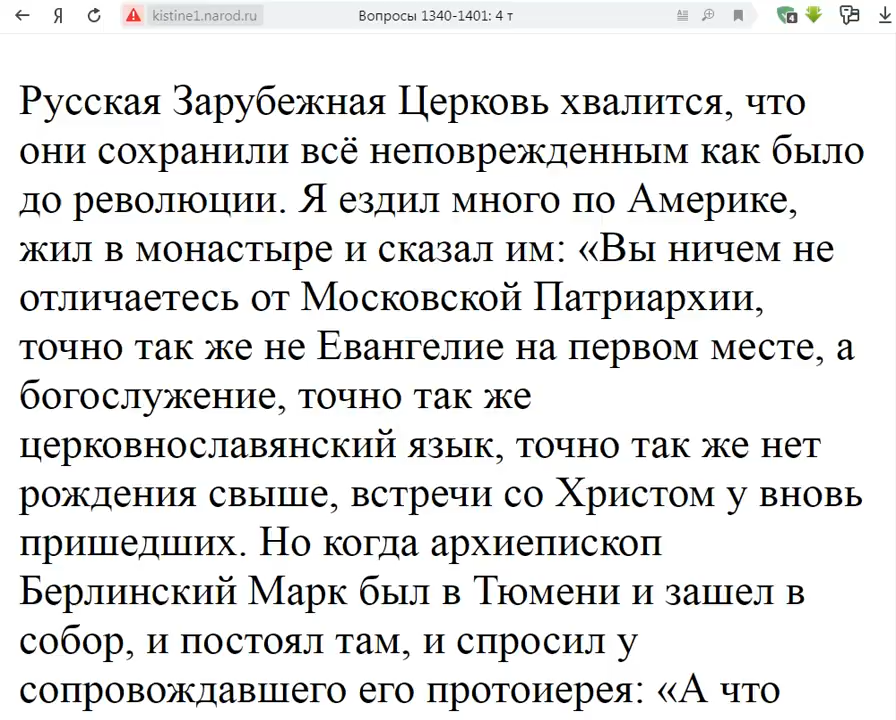 kistine1.narod.ru
Вопросы 1340-1401: 4 т
Русская Зарубежная Церковь хвалится, что
они сохранили всё неповрежденным как было
до революции. Я ездил много по Америке,
жил в монастыре и сказал им: «Вы ничем не
отличаетесь от Московской Патриархии,
точно так же не Евангелие на первом месте, а
богослужение, точно так же
церковнославянский язык, точно так же нет
рождения свыше, встречи со Христом у вновь
пришедших. Но когда архиепископ
Берлинский Марк был в Тюмени и зашел в
собор, и постоял там, и спросил у
сопровождавшего его протоиерея: «А что